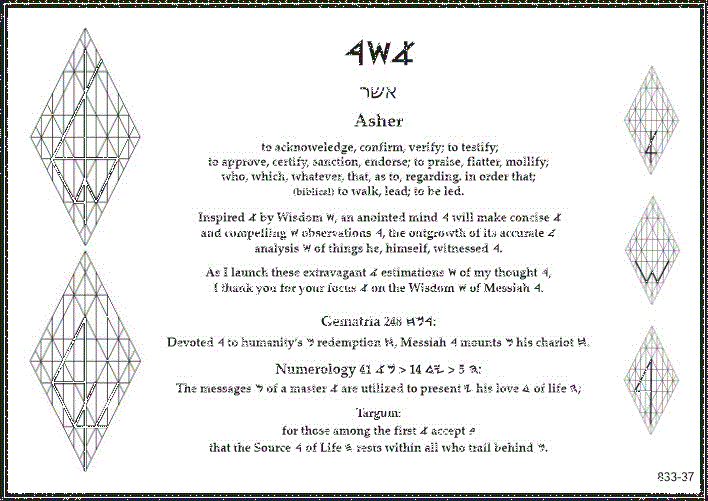 𐤀𐤔𐤓
אשר
Asher
to acknoweledge, confirm, verify; to testify;
to approve, certify, sanction, endorse; to praise, flatter, mollify;
who, which, whatever, that, as to, regarding, in order that;
(biblical) to walk, lead; to be led.
Inspired 𐤀 by Wisdom 𐤔, an anointed mind 𐤓 will make concise 𐤀
and compelling 𐤔 observations 𐤓, the outgrowth of its accurate 𐤀
analysis 𐤔 of things he, himself, witnessed 𐤓.
As I launch these extravagant 𐤀 estimations 𐤔 of my thought 𐤓,
I thank you for your focus 𐤀 on the Wisdom 𐤔 of Messiah 𐤓.
Gematria 248 𐤓𐤌𐤇:
Devoted 𐤓 to humanity's 𐤌 redemption 𐤇, Messiah 𐤓 mounts 𐤌 his chariot 𐤇.
Numerology 41 𐤌𐤀 > 14 𐤉𐤃 > 5 𐤄:
The messages 𐤌 of a master 𐤀 are utilized to present 𐤉 his love 𐤃 of life 𐤄;
Targum:
for those among the first 𐤀 accept
that the Source 𐤓 of Life 𐤄 rests within all who trail behind 𐤌.
833-37